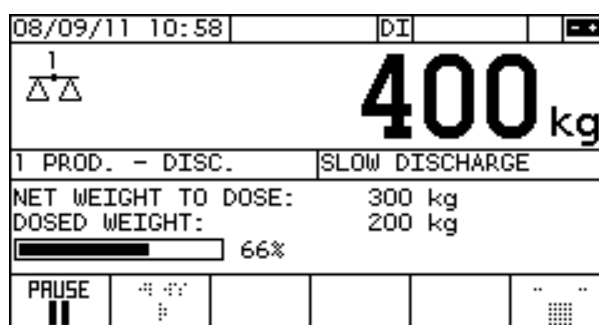 08/09/11 10:58 DI
1
400 kg
1 PROD. - DISC. SLOW DISCHARGE
NET WEIGHT TO DOSE: 300 kg
DOSED WEIGHT: 200 kg
66%
PAUSE